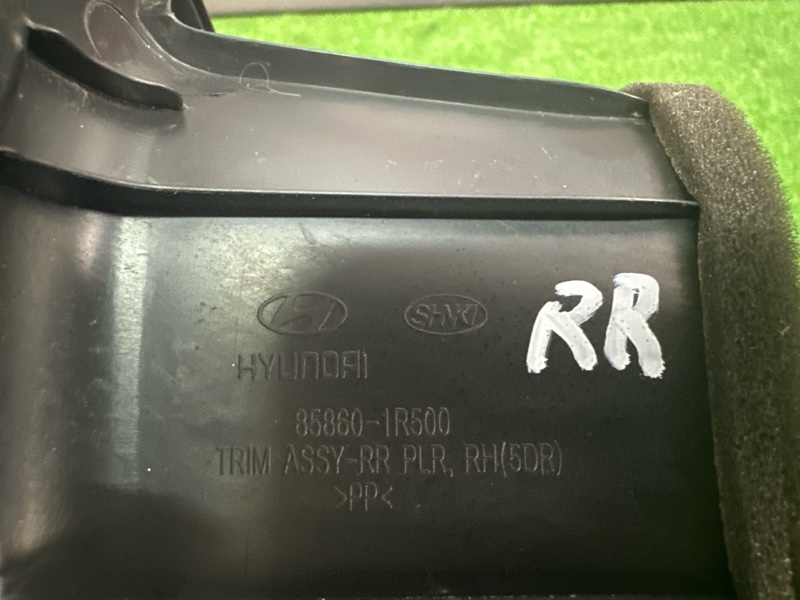 SHYKI
RR
HYUNDAI
85860-1R500
TRIM ASSY-RR PLR, RH(5DR)
>PP<